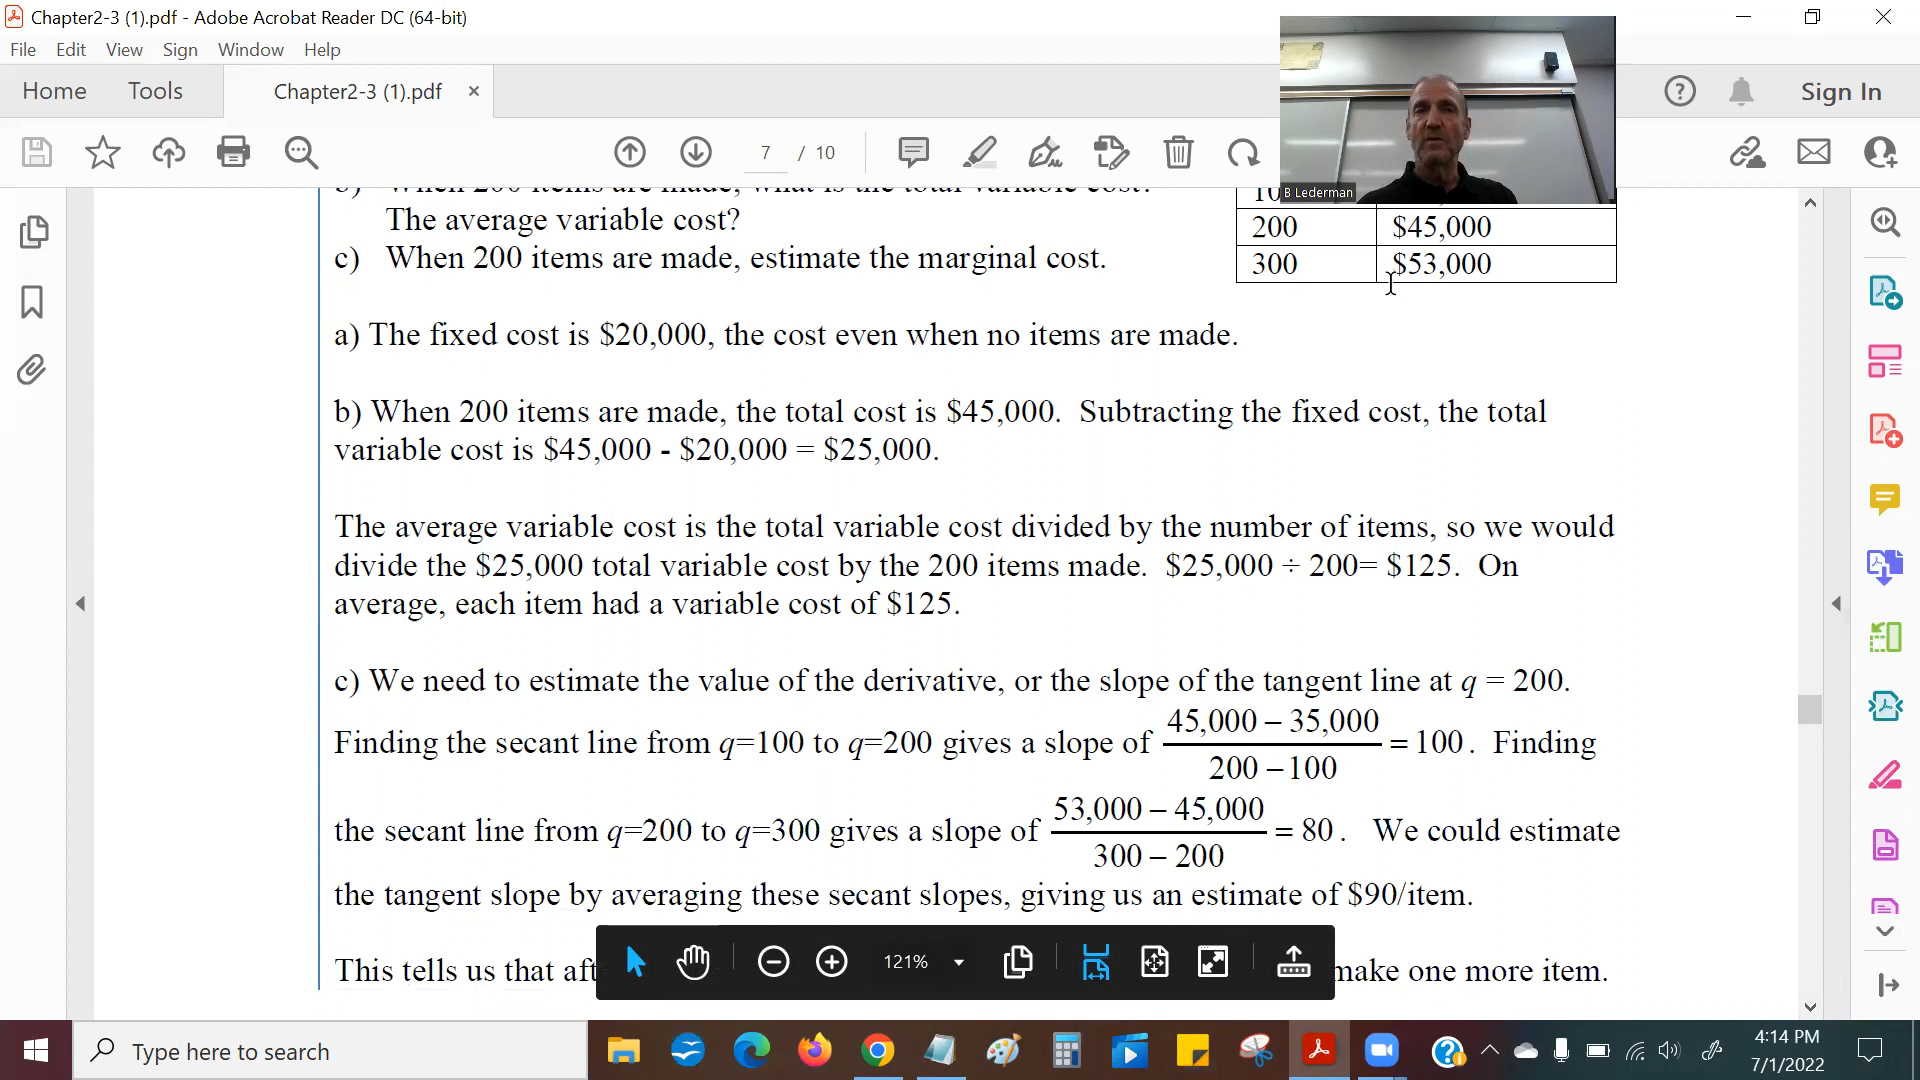 Chapter2-3 (1).pdf - Adobe Acrobat Reader DC (64-bit)
File Edit View Sign Window Help
Home Tools Chapter2-3 (1).pdf × Sign In
7 / 10
B Lederman
b) When 200 items are made, what is the total variable cost?
The average variable cost?
200 $45,000
c) When 200 items are made, estimate the marginal cost.
300 $53,000
a) The fixed cost is $20,000, the cost even when no items are made.
b) When 200 items are made, the total cost is $45,000. Subtracting the fixed cost, the total
variable cost is $45,000 - $20,000 = $25,000.
The average variable cost is the total variable cost divided by the number of items, so we would
divide the $25,000 total variable cost by the 200 items made. $25,000 ÷ 200= $125. On
average, each item had a variable cost of $125.
c) We need to estimate the value of the derivative, or the slope of the tangent line at q = 200.
Finding the secant line from q=100 to q=200 gives a slope of 45,000 – 35,000 / 200 – 100 = 100. Finding
the secant line from q=200 to q=300 gives a slope of 53,000 – 45,000 / 300 – 200 = 80. We could estimate
the tangent slope by averaging these secant slopes, giving us an estimate of $90/item.
This tells us that aft make one more item.
121%
Type here to search
4:14 PM
7/1/2022